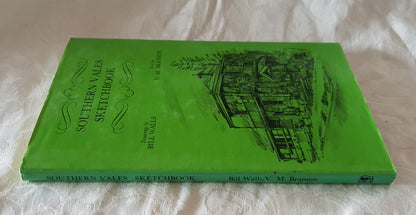 SOUTHERN VALES
SKETCHBOOK
Drawings by
BILL WALLS
Text by
V. M. BRANSON
SOUTHERN VALES SKETCHBOOK
Bill Walls/V. M. Branson